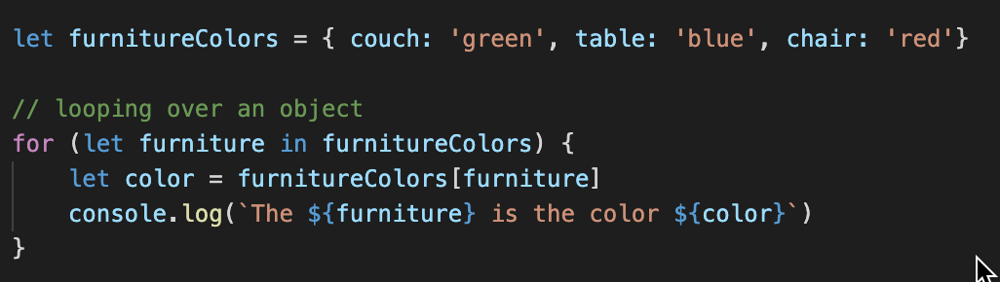 let furnitureColors = { couch: 'green', table: 'blue', chair: 'red'}
// looping over an object
for (let furniture in furnitureColors) {
    let color = furnitureColors[furniture]
    console.log(`The ${furniture} is the color ${color}`)
}